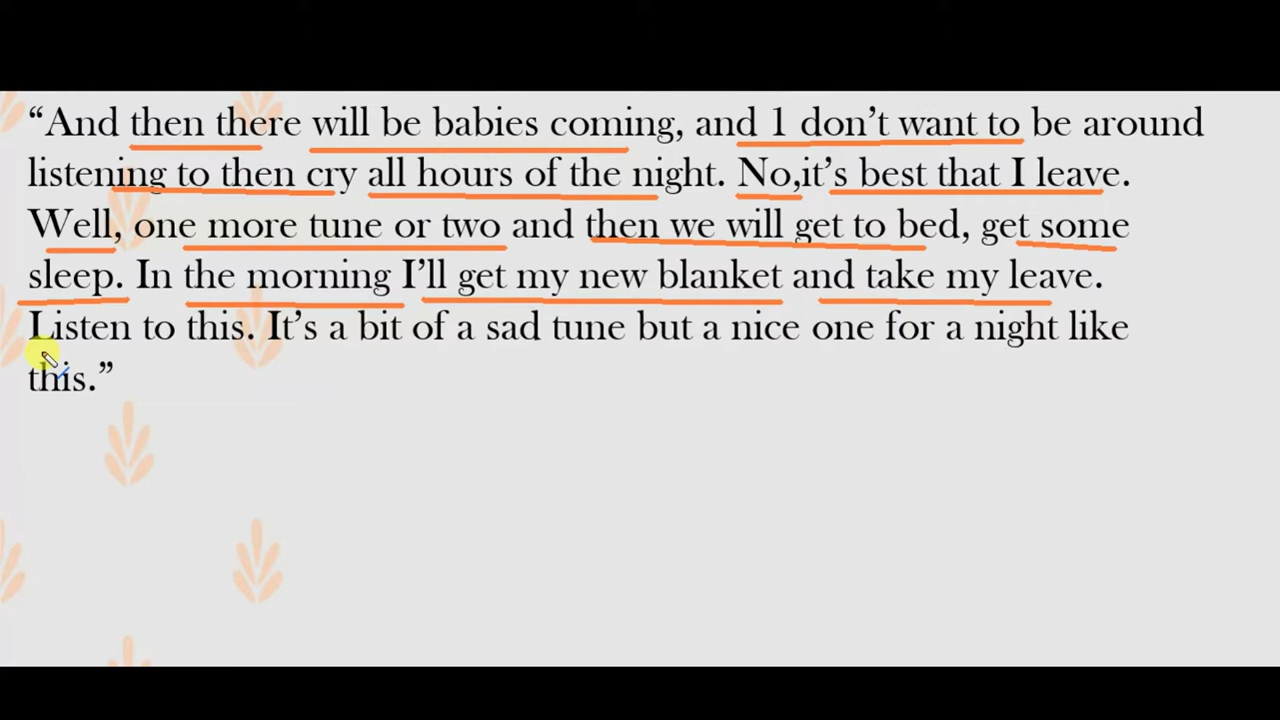 “And then there will be babies coming, and 1 don’t want to be around
listening to then cry all hours of the night. No,it’s best that I leave.
Well, one more tune or two and then we will get to bed, get some
sleep. In the morning I’ll get my new blanket and take my leave.
Listen to this. It’s a bit of a sad tune but a nice one for a night like
this.”